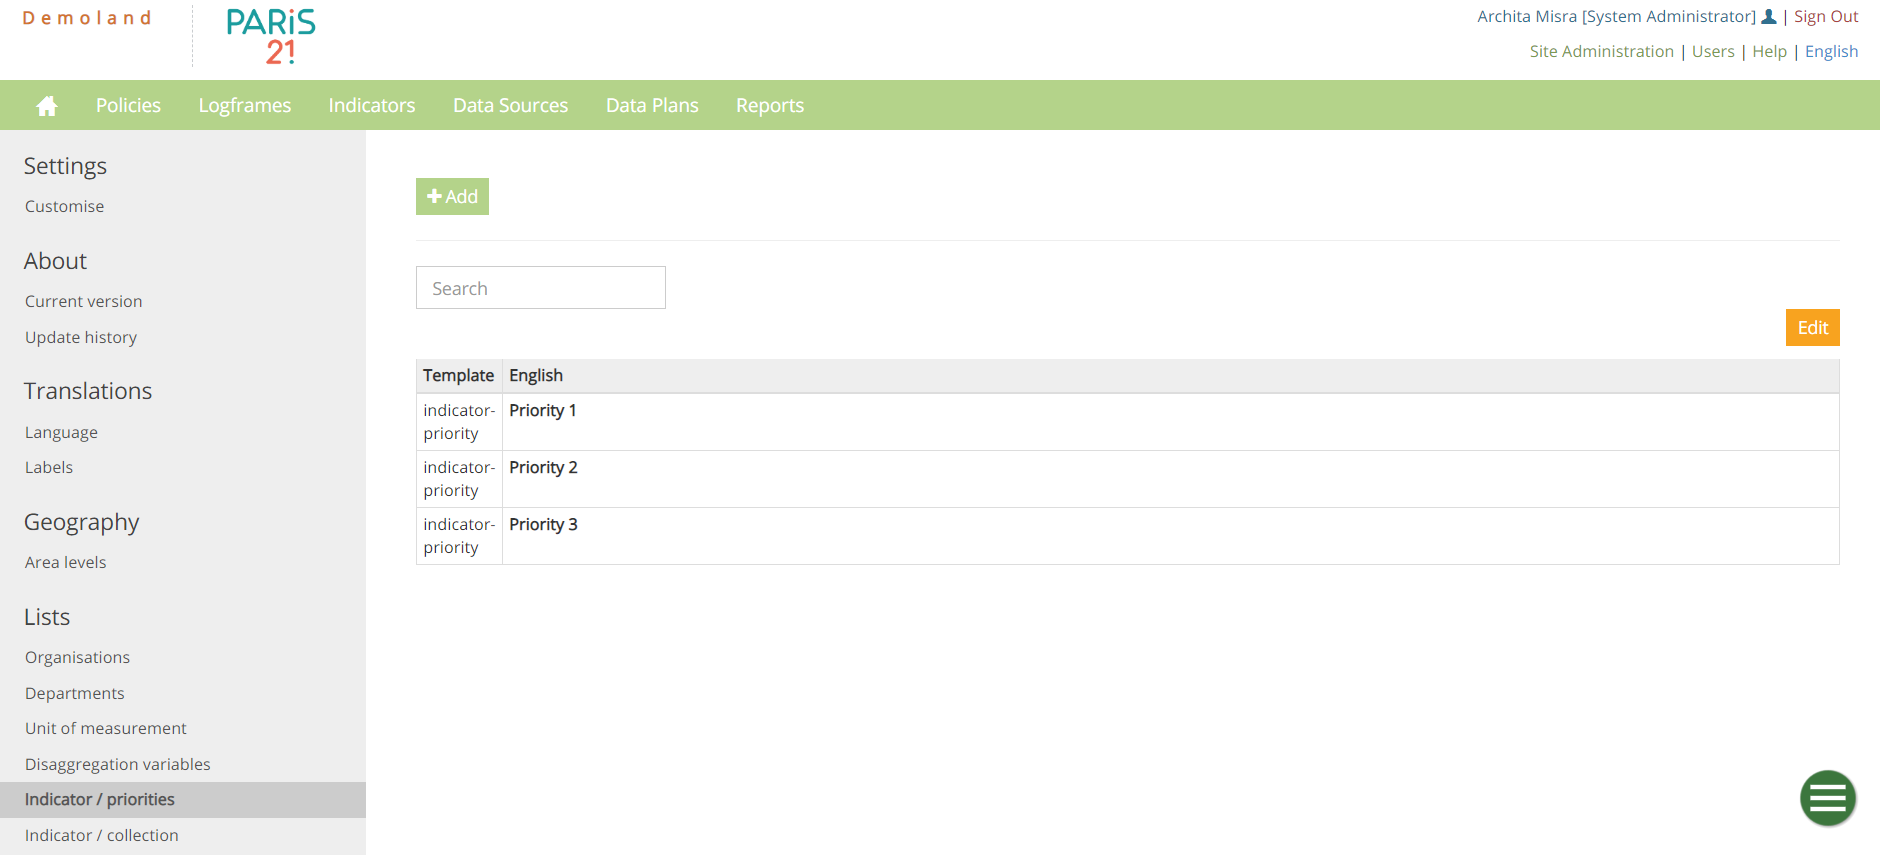 Demoland
PARiS
21
Archita Misra [System Administrator] | Sign Out
Site Administration | Users | Help | English
Policies Logframes Indicators Data Sources Data Plans Reports
Settings
Customise
About
Current version
Update history
Translations
Language
Labels
Geography
Area levels
Lists
Organisations
Departments
Unit of measurement
Disaggregation variables
Indicator / priorities
Indicator / collection
Add
Search
Edit
Template English
indicator-
priority
Priority 1
indicator-
priority
Priority 2
indicator-
priority
Priority 3